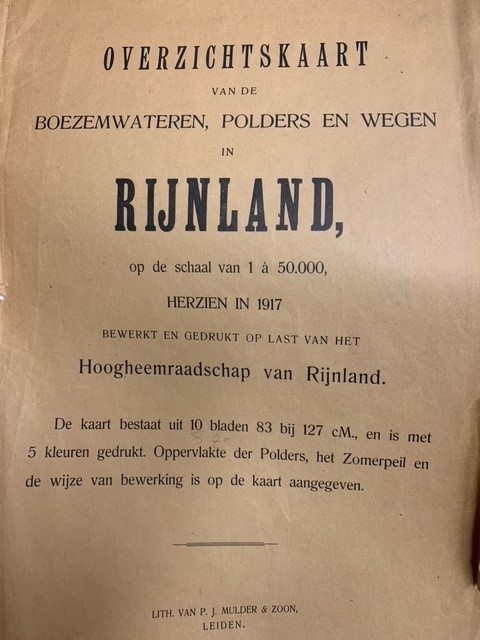 OVERZICHTSKAART
VAN DE
BOEZEMWATEREN, POLDERS EN WEGEN
IN
RIJNLAND,
op de schaal van 1 à 50.000,
HERZIEN IN 1917
BEWERKT EN GEDRUKT OP LAST VAN HET
Hoogheemraadschap van Rijnland.
De kaart bestaat uit 10 bladen 83 bij 127 cM., en is met
5 kleuren gedrukt. Oppervlakte der Polders, het Zomerpeil en
de wijze van bewerking is op de kaart aangegeven.
LITH. VAN P. J. MULDER & ZOON,
LEIDEN.